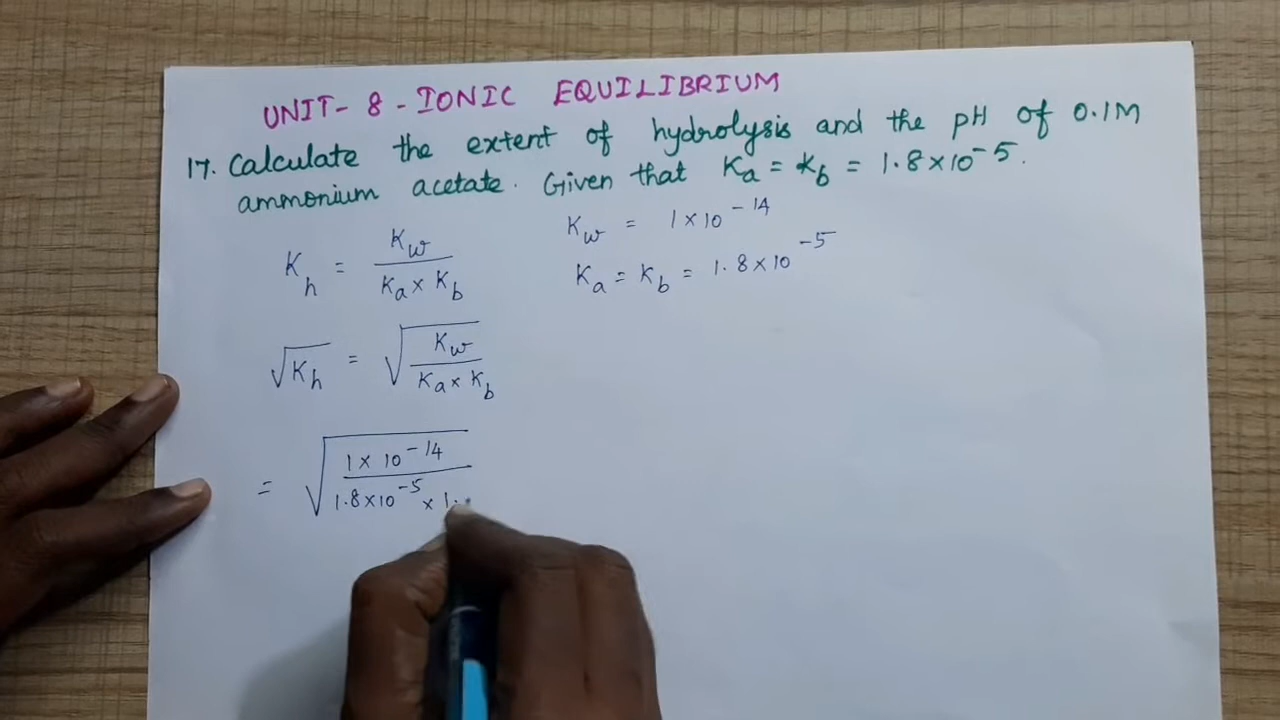 UNIT- 8 - IONIC EQUILIBRIUM
17. Calculate the extent of hydrolysis and the pH of 0.1M
ammonium acetate. Given that Ka = Kb = 1.8×10⁻⁵.
Kh = Kw / Ka × Kb
Kw = 1×10⁻¹⁴
Ka = Kb = 1.8×10⁻⁵
√Kh = √(Kw / Ka × Kb)
= √(1 × 10⁻¹⁴ / 1.8×10⁻⁵ × 1.